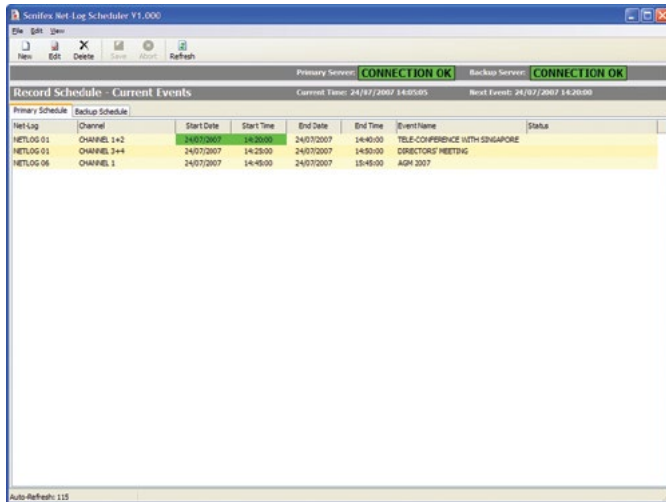 Sonifex Net-Log Scheduler V1.000
File Edit View
New Edit Delete Save Abort Refresh
Primary Server: CONNECTION OK Backup Server: CONNECTION OK
Record Schedule - Current Events Current Time: 24/07/2007 14:05:05 Next Event: 24/07/2007 14:20:00
Primary Schedule Backup Schedule
Net-Log Channel Start Date Start Time End Date End Time Event Name Status
NETLOG 01 CHANNEL 1+2 24/07/2007 14:20:00 24/07/2007 14:40:00 TELE-CONFERENCE WITH SINGAPORE
NETLOG 01 CHANNEL 3+4 24/07/2007 14:25:00 24/07/2007 14:50:00 DIRECTORS' MEETING
NETLOG 06 CHANNEL 1 24/07/2007 14:45:00 24/07/2007 15:45:00 AGM 2007
Auto-Refresh: 115